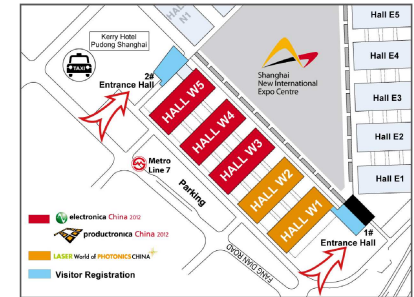 Kerry Hotel
Pudong Shanghai
TAXI
HALL
N1
2#
Entrance Hall
Shanghai
New International
Expo Centre
Hall E5
Hall E4
Hall E3
Hall E2
Hall E1
HALL W5
HALL W4
HALL W3
HALL W2
HALL W1
Metro
Line 7
Parking
FANG DIAN ROAD
1#
Entrance Hall
electronica China 2012
productronica China 2012
LASER World of PHOTONICS CHINA
Visitor Registration